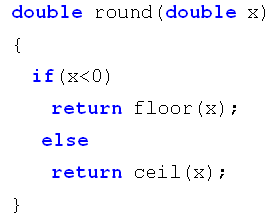 double round(double x)
{
if(x<0)
return floor(x);
else
return ceil(x);
}